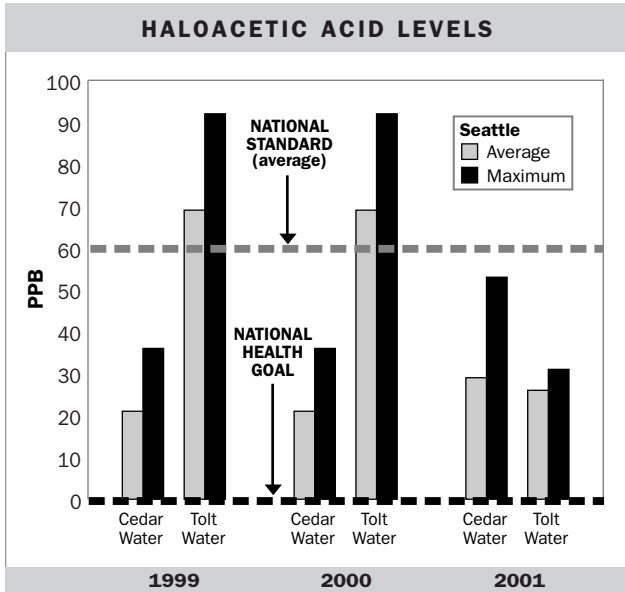 HALOACETIC ACID LEVELS
100
90
80
70
60
50
40
30
20
10
0
PPB
NATIONAL
STANDARD
(average)
Seattle
Average
Maximum
NATIONAL
HEALTH
GOAL
Cedar
Water
Tolt
Water
Cedar
Water
Tolt
Water
Cedar
Water
Tolt
Water
1999
2000
2001